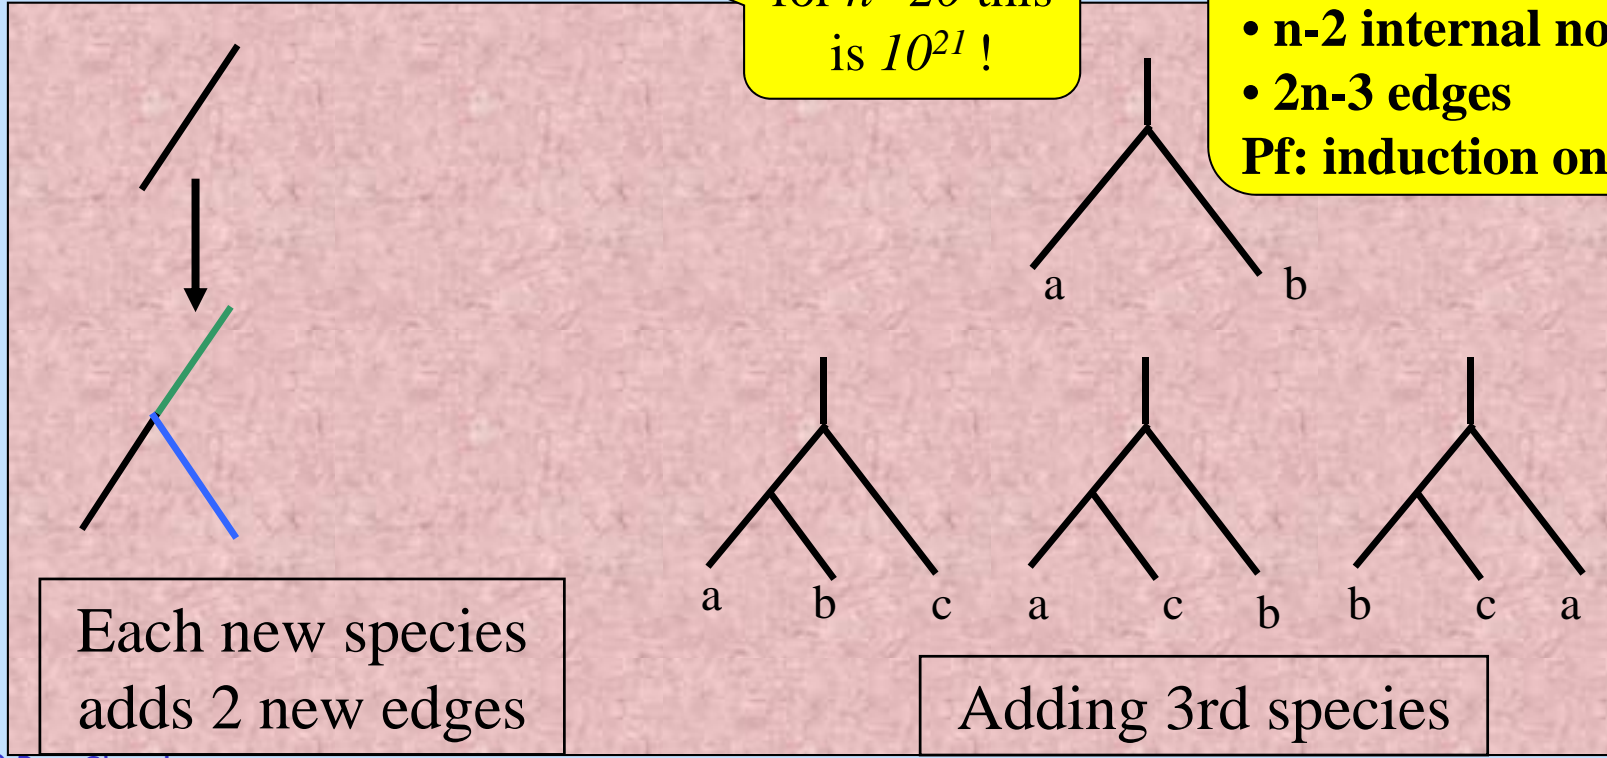 is 10²¹ !
• n-2 internal
• 2n-3 edges
Pf: induction on
a b
a b c a c b b c a
Each new species
adds 2 new edges
Adding 3rd species